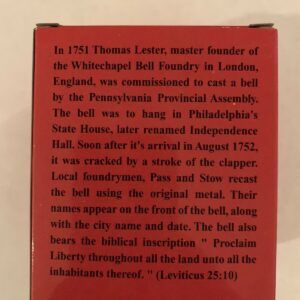 In 1751 Thomas Lester, master founder of
the Whitechapel Bell Foundry in London,
England, was commissioned to cast a bell
by the Pennsylvania Provincial Assembly.
The bell was to hang in Philadelphia's
State House, later renamed Independence
Hall. Soon after it's arrival in August 1752,
it was cracked by a stroke of the clapper.
Local foundrymen, Pass and Stow recast
the bell using the original metal. Their
names appear on the front of the bell, along
with the city name and date. The bell also
bears the biblical inscription " Proclaim
Liberty throughout all the land unto all the
inhabitants thereof. " (Leviticus 25:10)